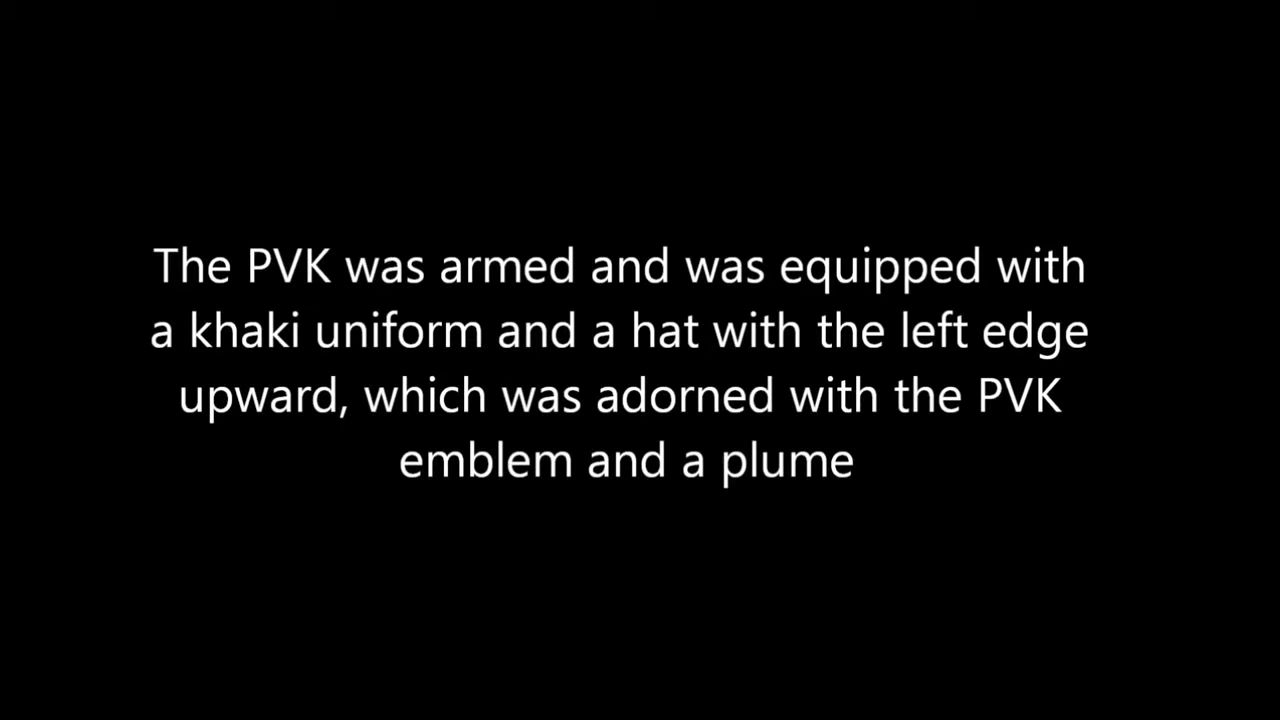 The PVK was armed and was equipped with
a khaki uniform and a hat with the left edge
upward, which was adorned with the PVK
emblem and a plume